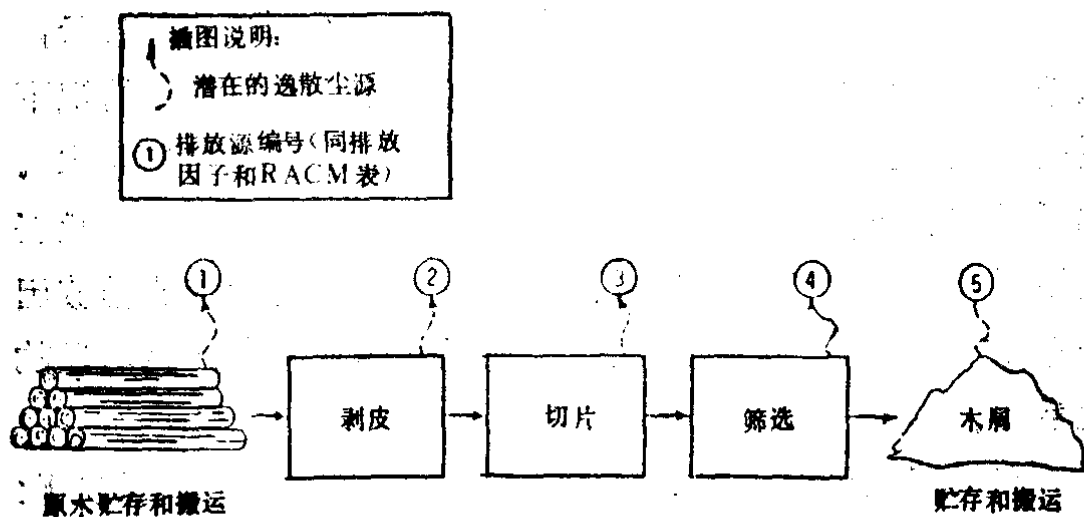 插图说明:
潜在的逸散尘源
① 排放源编号(同排放
因子和RACM表)
① ② ③ ④ ⑤
剥皮 切片 筛选 木屑
原木贮存和搬运 贮存和搬运